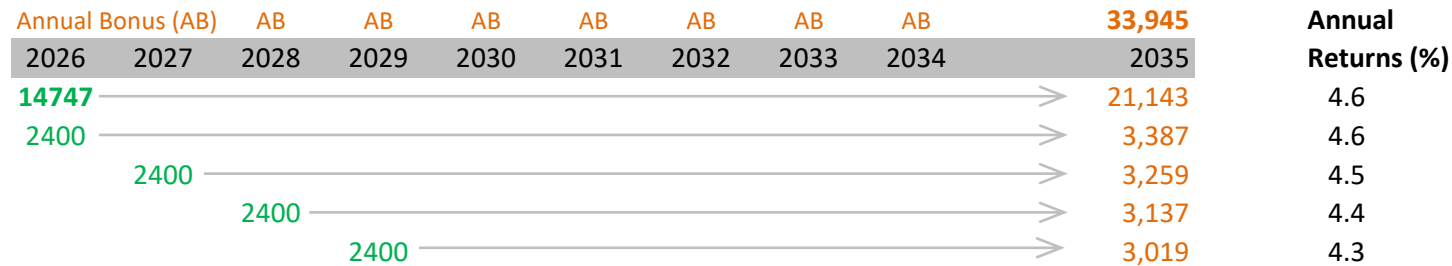 Annual Bonus (AB) AB AB AB AB AB AB AB 33,945 Annual
2026 2027 2028 2029 2030 2031 2032 2033 2034 2035 Returns (%)
14747 21,143 4.6
2400 3,387 4.6
2400 3,259 4.5
2400 3,137 4.4
2400 3,019 4.3